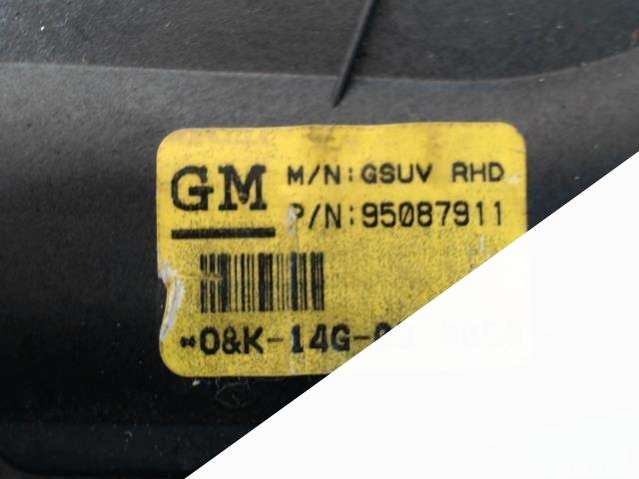 GM
M/N:GSUV RHD
P/N:95087911
"O&K-14G-